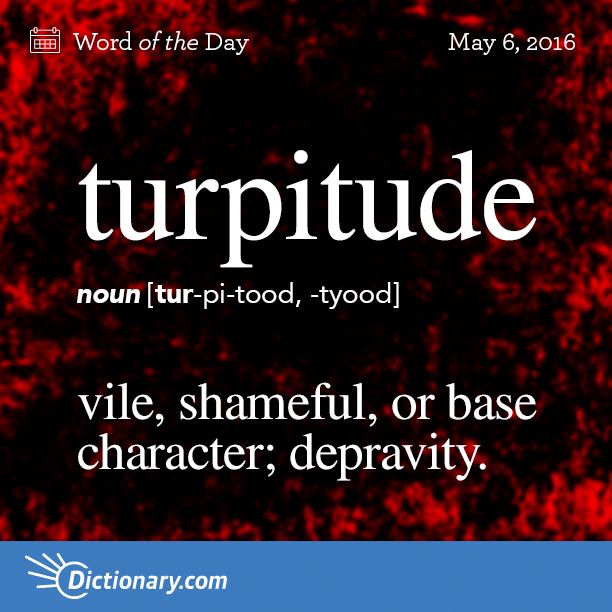 Word of the Day
May 6, 2016
turpitude
noun [tur-pi-tood, -tyood]
vile, shameful, or base
character; depravity.
Dictionary.com